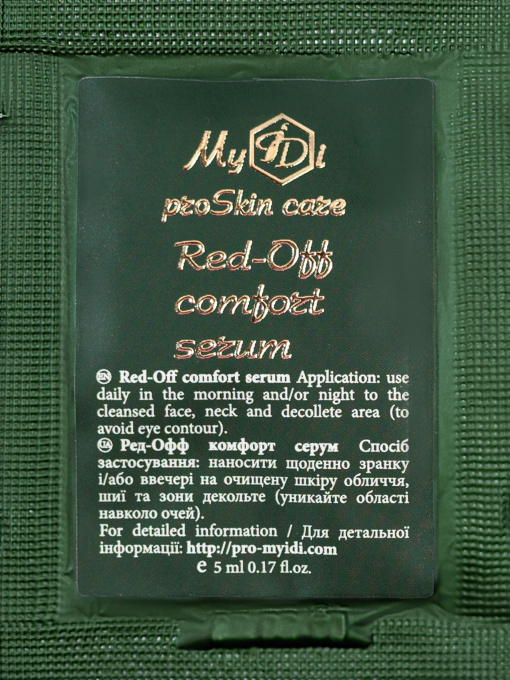 MyiDi
proSkin care
Red-Off
comfort
serum
EN Red-Off comfort serum Application: use
daily in the morning and/or night to the
cleansed face, neck and decollete area (to
avoid eye contour).
UA Ред-Офф комфорт серум Спосіб
застосування: наносити щоденно зранку
і/або ввечері на очищену шкіру обличчя,
шиї та зони декольте (уникайте області
навколо очей).
For detailed information / Для детальної
інформації: http://pro-myidi.com
e 5 ml 0.17 fl.oz.